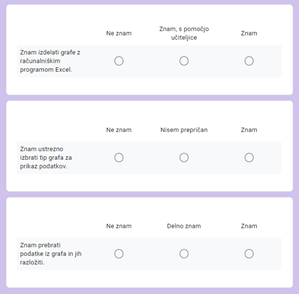 Ne znam
Znam, s pomočjo
učiteljice
Znam
Znam izdelati grafe z
računalniškim
programom Excel.
Ne znam
Nisem prepričan
Znam
Znam ustrezno
izbrati tip grafa za
prikaz podatkov.
Ne znam
Delno znam
Znam
Znam prebrati
podatke iz grafa in jih
razložiti.